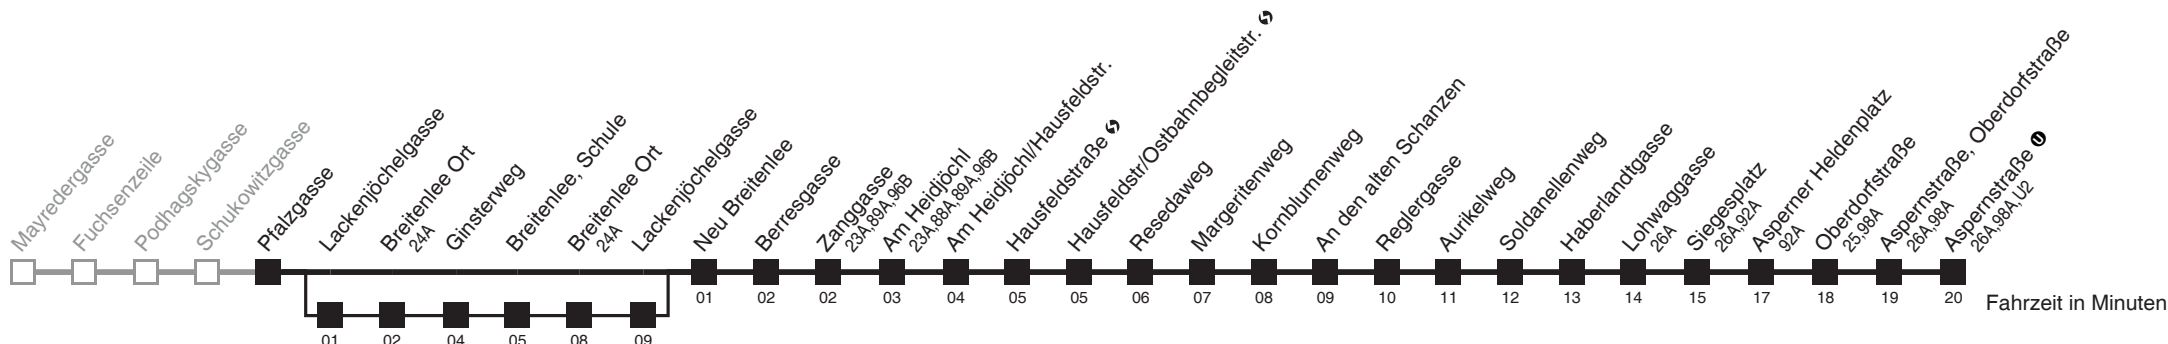 Mayredergasse
Fuchsenzeile
Podhagskygasse
Schukowitzgasse
Pfalzgasse
Lackenjöchelgasse
01
Breitenlee Ort
24A
02
Ginsterweg
04
Breitenlee, Schule
05
Breitenlee Ort
24A
08
Lackenjöchelgasse
09
Neu Breitenlee
01
Berresgasse
02
Zanggasse
23A,89A,96B
02
Am Heidjöchl
23A,88A,89A,96B
03
Am Heidjöchl/Hausfeldstr.
04
Hausfeldstraße S
05
Hausfeldstr/Ostbahnbegleitstr. S
05
Resedaweg
06
Margeritenweg
07
Kornblumenweg
08
An den alten Schanzen
09
Reglergasse
10
Aurikelweg
11
Soldanellenweg
12
Haberlandtgasse
13
Lohwaggasse
26A
14
Siegesplatz
26A,92A
15
Asperner Heldenplatz
92A
17
Oberdorfstraße
25,98A
18
Aspernstraße, Oberdorfstraße
26A,98A
19
Aspernstraße U
26A,98A,U2
20
Fahrzeit in Minuten